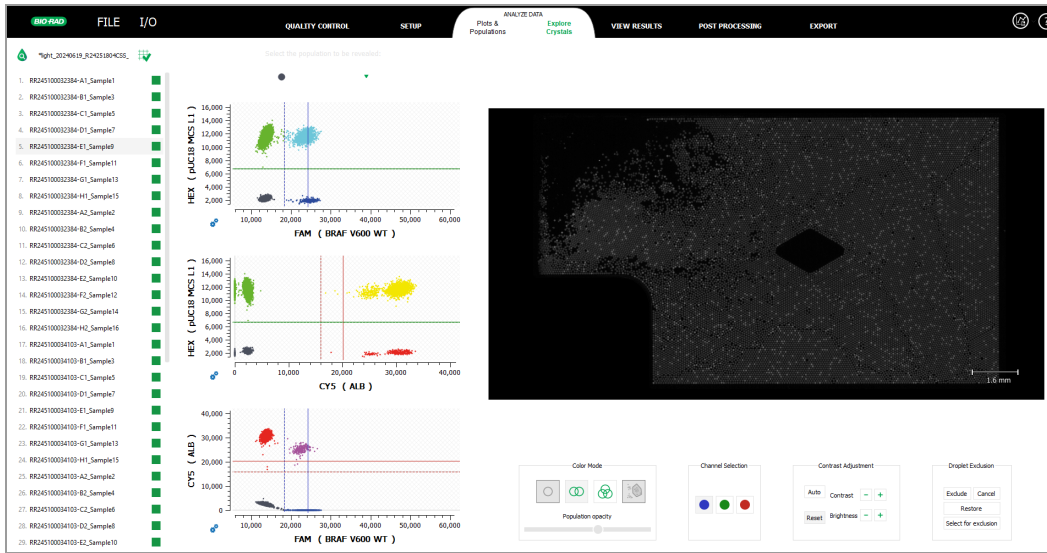 BIO-RAD FILE I/O
QUALITY CONTROL SETUP ANALYZE DATA Plots & Populations Explore Crystals VIEW RESULTS POST PROCESSING EXPORT
*light_20240619_R24251804CS5_
Select the population to be revealed:
1. RR245100032384-A1_Sample1
2. RR245100032384-B1_Sample3
3. RR245100032384-C1_Sample5
4. RR245100032384-D1_Sample7
5. RR245100032384-E1_Sample9
6. RR245100032384-F1_Sample11
7. RR245100032384-G1_Sample13
8. RR245100032384-H1_Sample15
9. RR245100032384-A2_Sample2
10. RR245100032384-B2_Sample4
11. RR245100032384-C2_Sample6
12. RR245100032384-D2_Sample8
13. RR245100032384-E2_Sample10
14. RR245100032384-F2_Sample12
15. RR245100032384-G2_Sample14
16. RR245100032384-H2_Sample16
17. RR245100034103-A1_Sample1
18. RR245100034103-B1_Sample3
19. RR245100034103-C1_Sample5
20. RR245100034103-D1_Sample7
21. RR245100034103-E1_Sample9
22. RR245100034103-F1_Sample11
23. RR245100034103-G1_Sample13
24. RR245100034103-H1_Sample15
25. RR245100034103-A2_Sample2
26. RR245100034103-B2_Sample4
27. RR245100034103-C2_Sample6
28. RR245100034103-D2_Sample8
29. RR245100034103-E2_Sample10
HEX ( pUC18 MCS L1 )
16,000
14,000
12,000
10,000
8,000
6,000
4,000
2,000
10,000 20,000 30,000 40,000 50,000 60,000
FAM ( BRAF V600 WT )
HEX ( pUC18 MCS L1 )
16,000
14,000
12,000
10,000
8,000
6,000
4,000
2,000
0 10,000 20,000 30,000 40,000
CY5 ( ALB )
CY5 ( ALB )
40,000
30,000
20,000
10,000
0
10,000 20,000 30,000 40,000 50,000 60,000
FAM ( BRAF V600 WT )
1.6 mm
Color Mode
Population opacity
Channel Selection
Contrast Adjustment
Auto Contrast - +
Reset Brightness - +
Droplet Exclusion
Exclude Cancel
Restore
Select for exclusion